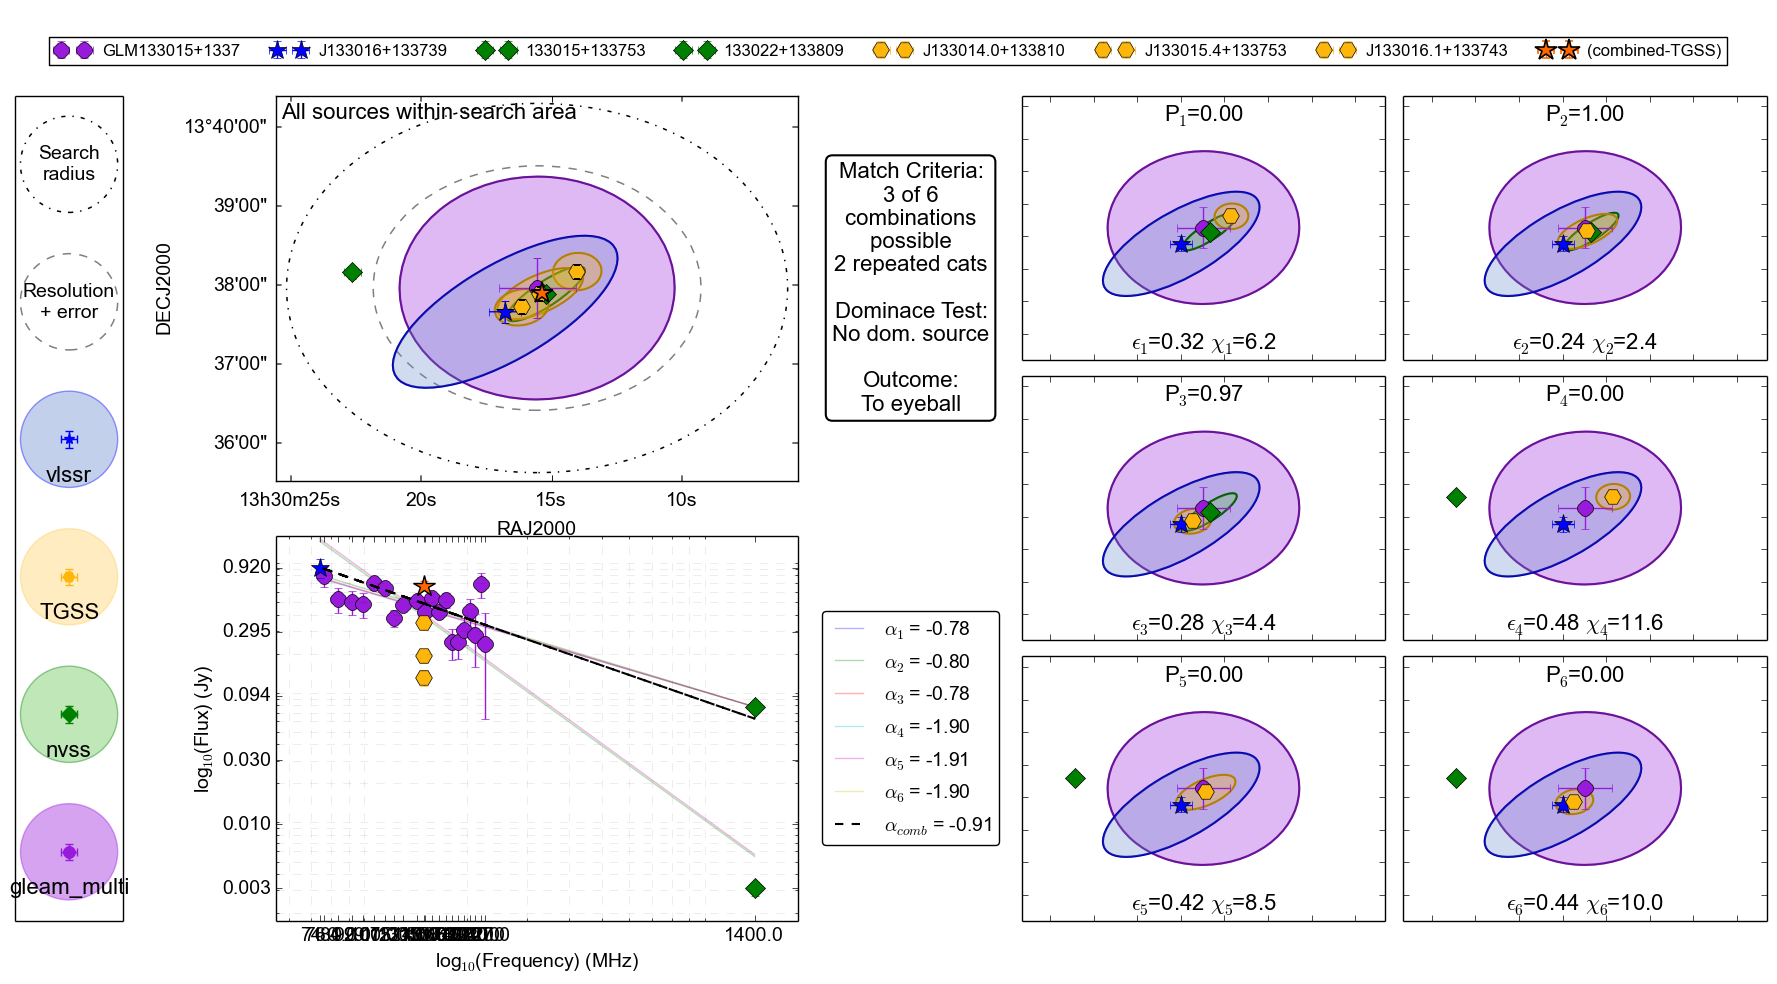 GLM133015+1337 J133016+133739 133015+133753 133022+133809 J133014.0+133810 J133015.4+133753 J133016.1+133743 (combined-TGSS)
Search
radius
Resolution
+ error
vlssr
TGSS
nvss
gleam_multi
All sources within search area
13°40'00"
39'00"
38'00"
37'00"
36'00"
DECJ2000
13h30m25s 20s 15s 10s
RAJ2000
Match Criteria:
3 of 6
combinations
possible
2 repeated cats
Dominace Test:
No dom. source
Outcome:
To eyeball
0.920
0.295
0.094
0.030
0.010
0.003
log10(Flux) (Jy)
1400.0
log10(Frequency) (MHz)
α1 = -0.78
α2 = -0.80
α3 = -0.78
α4 = -1.90
α5 = -1.91
α6 = -1.90
αcomb = -0.91
P1=0.00
ϵ1=0.32 χ1=6.2
P2=1.00
ϵ2=0.24 χ2=2.4
P3=0.97
ϵ3=0.28 χ3=4.4
P4=0.00
ϵ4=0.48 χ4=11.6
P5=0.00
ϵ5=0.42 χ5=8.5
P6=0.00
ϵ6=0.44 χ6=10.0